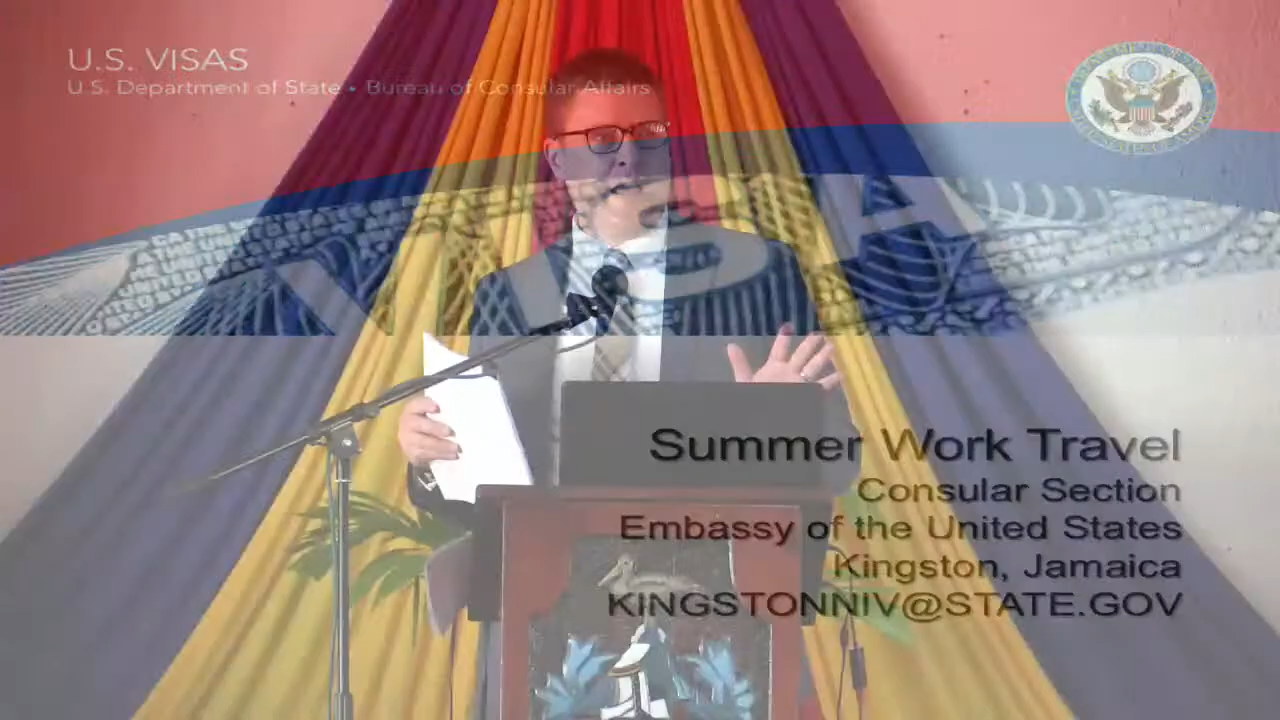 U.S. VISAS
U.S. Department of State • Bureau of Consular Affairs
VISA
Summer Work Travel
Consular Section
Embassy of the United States
Kingston, Jamaica
KINGSTONNIV@STATE.GOV